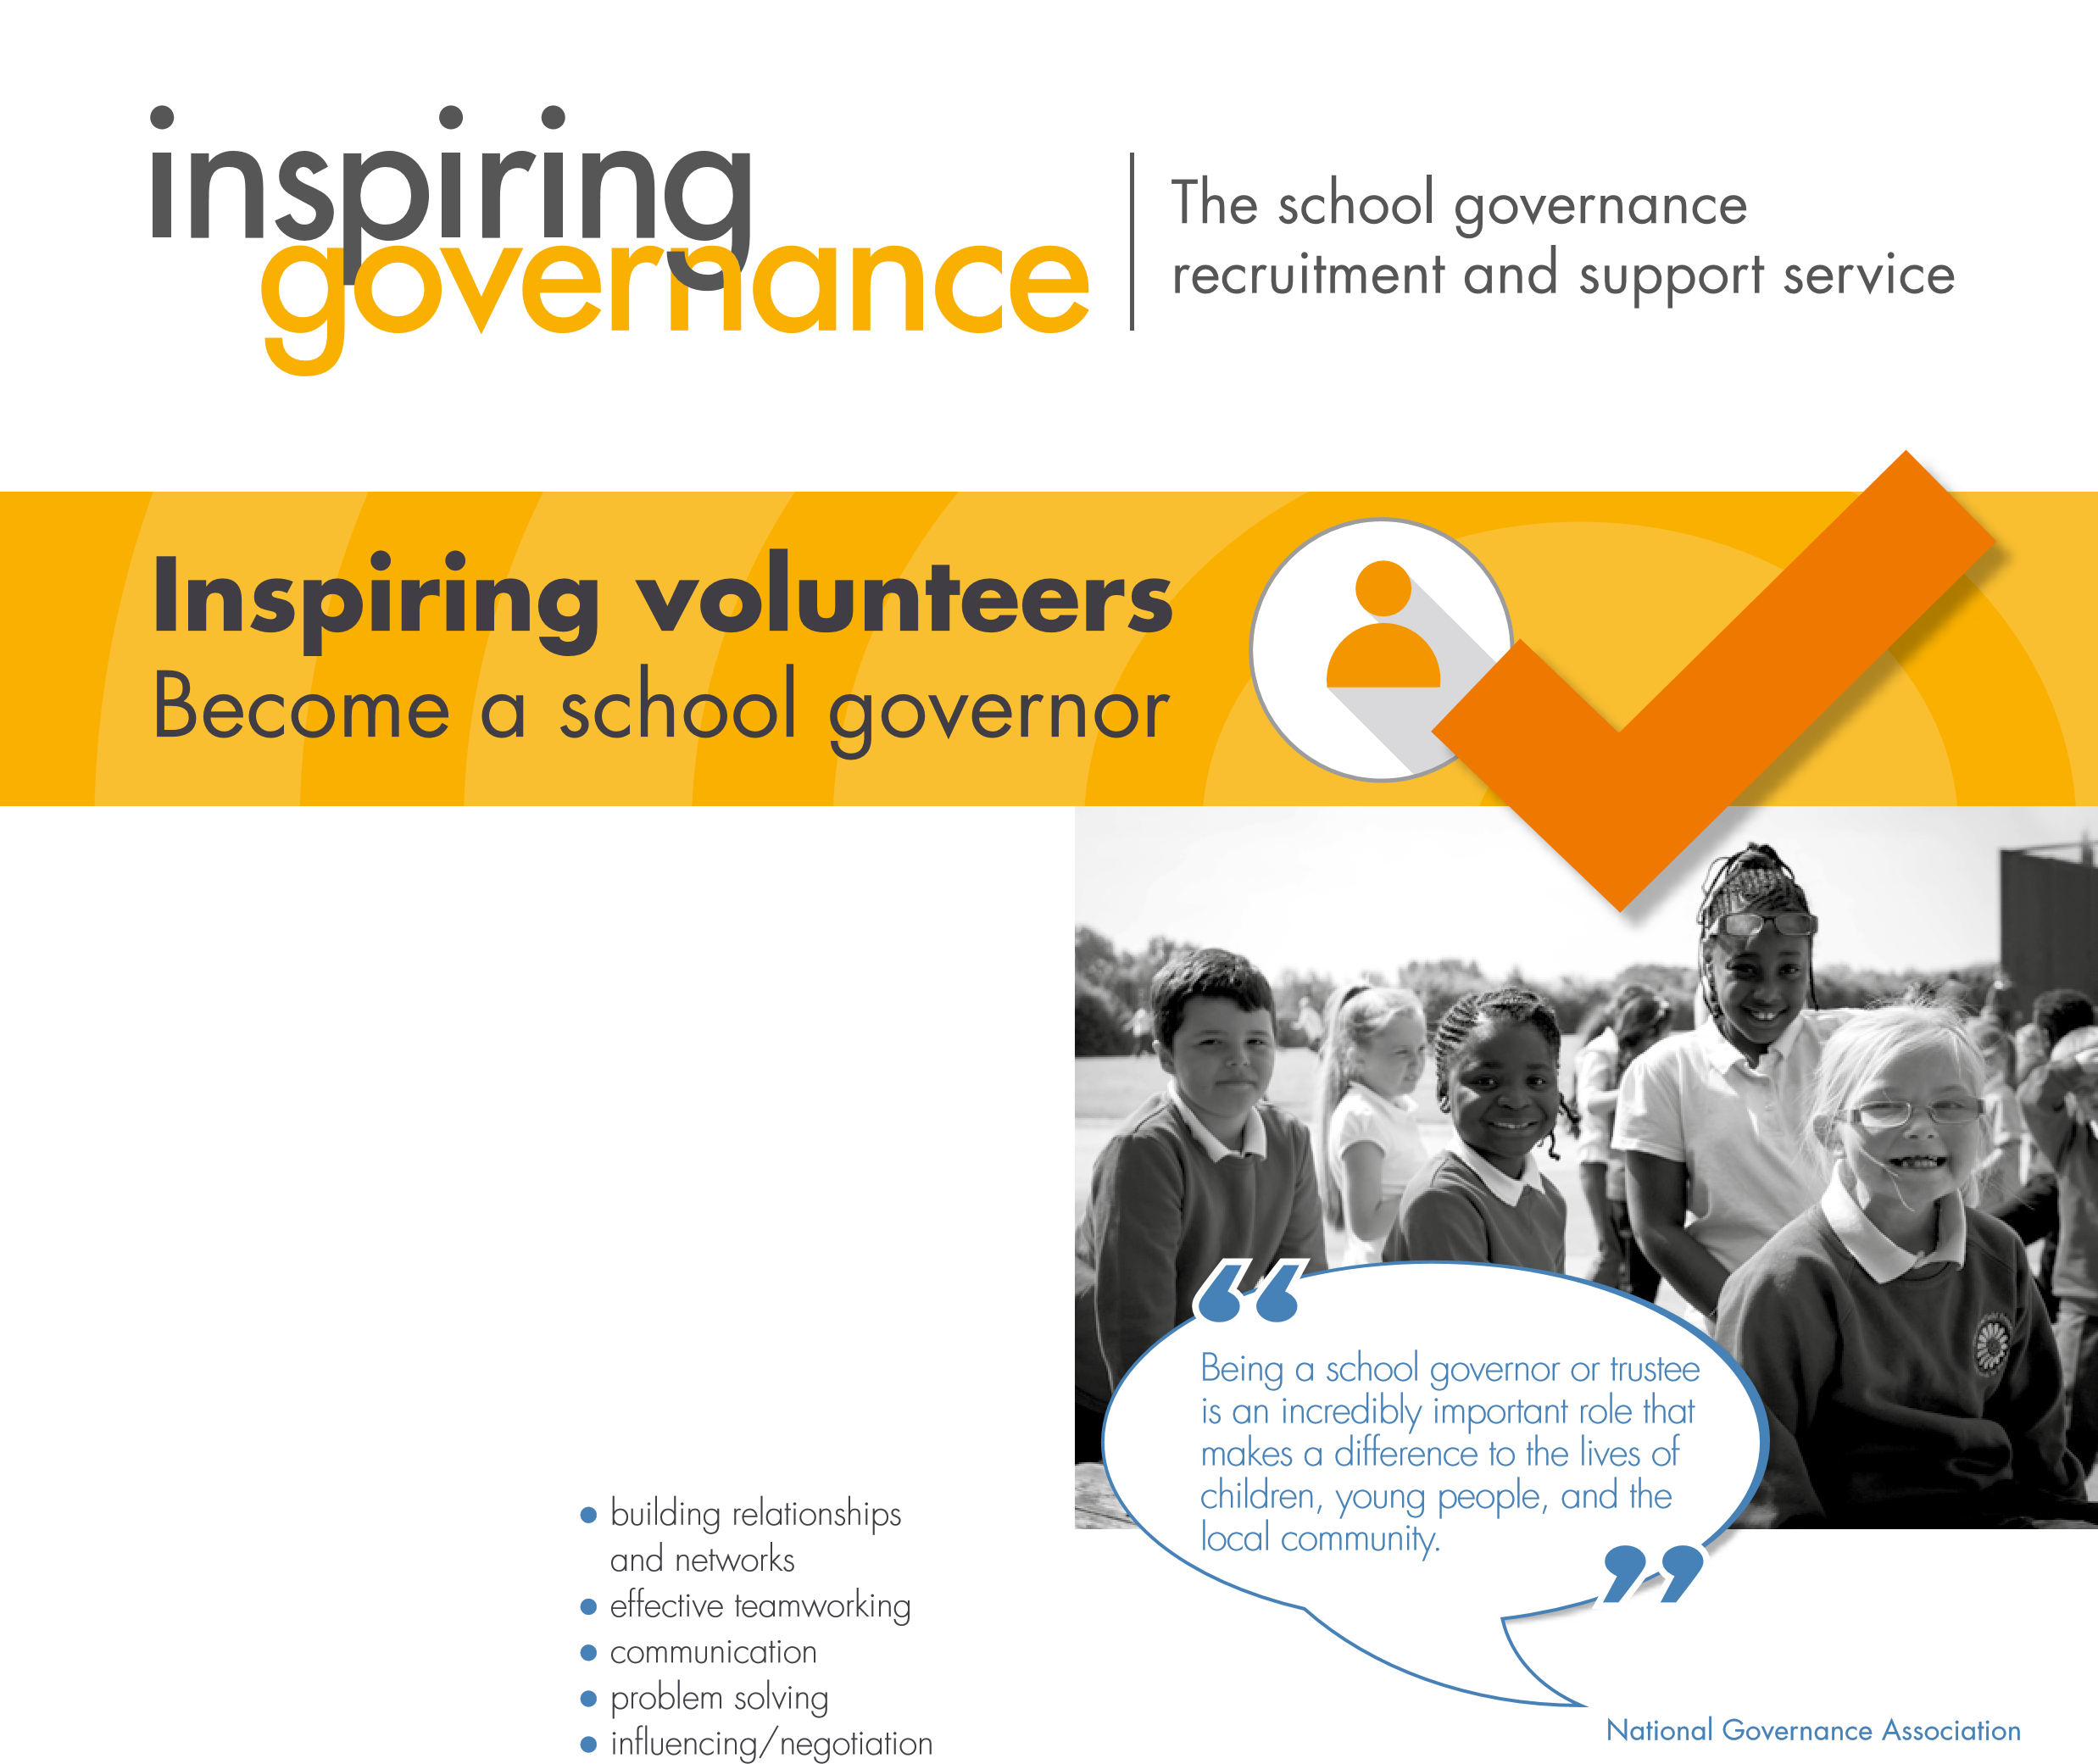 inspiring
governance
The school governance
recruitment and support service
Inspiring volunteers
Become a school governor
• building relationships
and networks
• effective teamworking
• communication
• problem solving
• influencing/negotiation
“
Being a school governor or trustee
is an incredibly important role that
makes a difference to the lives of
children, young people, and the
local community.
”
National Governance Association